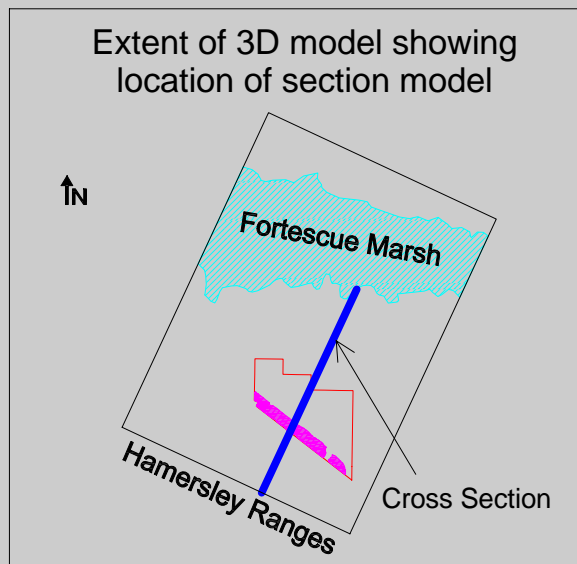 Extent of 3D model showing
location of section model
N
Fortescue Marsh
Cross Section
Hamersley Ranges